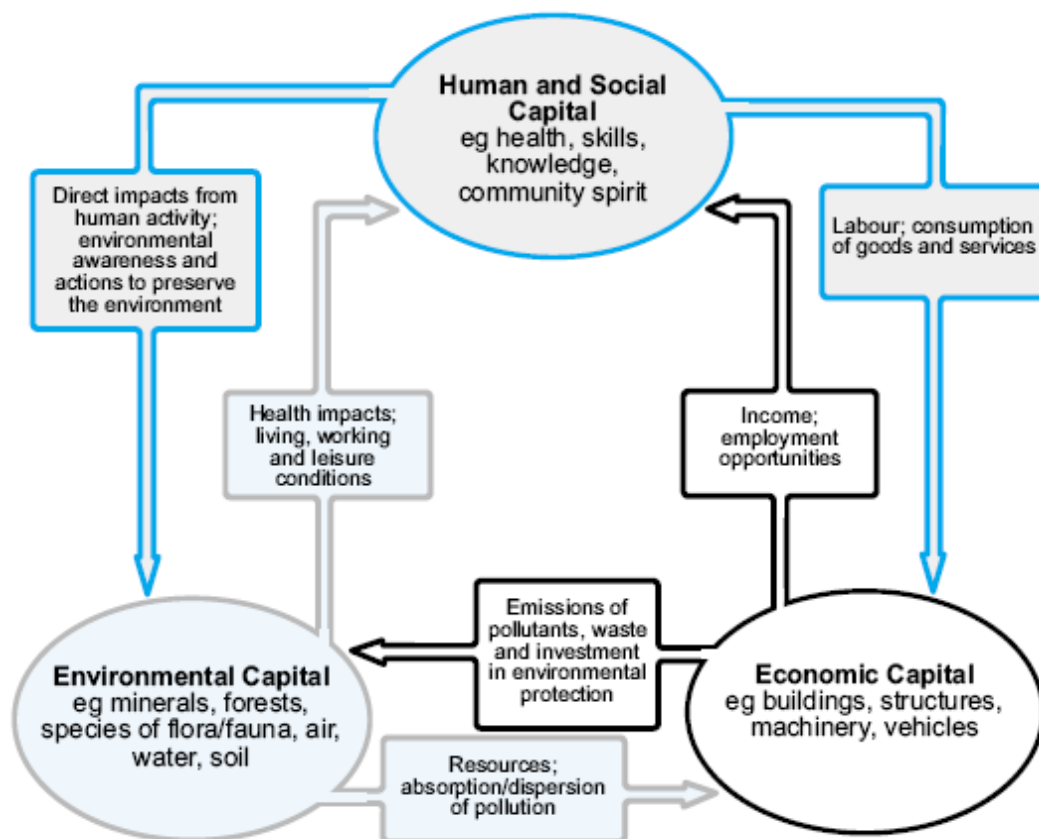 Human and Social
Capital
eg health, skills,
knowledge,
community spirit
Direct impacts from
human activity;
environmental
awareness and
actions to preserve
the environment
Labour; consumption
of goods and services
Health impacts;
living, working
and leisure
conditions
Income;
employment
opportunities
Emissions of
pollutants, waste
and investment
in environmental
protection
Environmental Capital
eg minerals, forests,
species of flora/fauna, air,
water, soil
Economic Capital
eg buildings, structures,
machinery, vehicles
Resources;
absorption/dispersion
of pollution